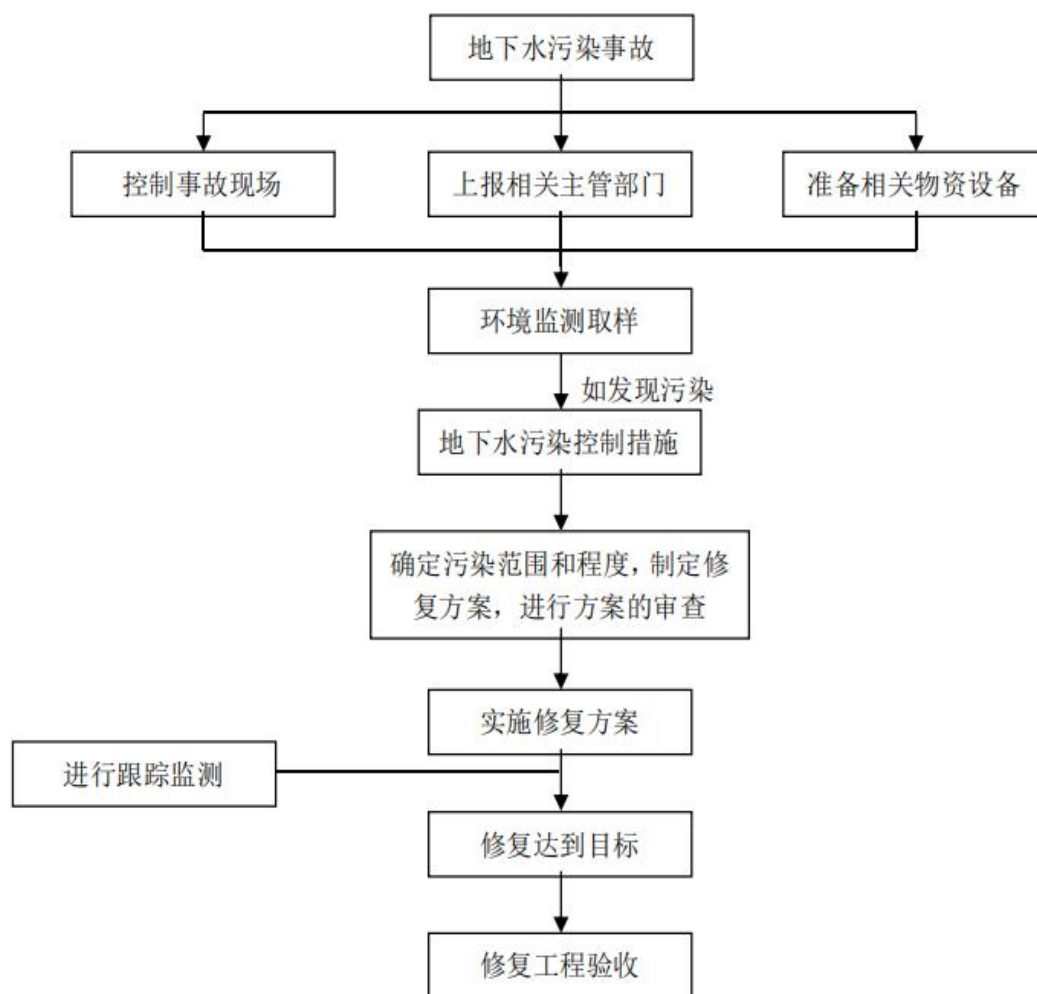 地下水污染事故
控制事故现场
上报相关主管部门
准备相关物资设备
环境监测取样
如发现污染
地下水污染控制措施
确定污染范围和程度，制定修
复方案，进行方案的审查
实施修复方案
进行跟踪监测
修复达到目标
修复工程验收